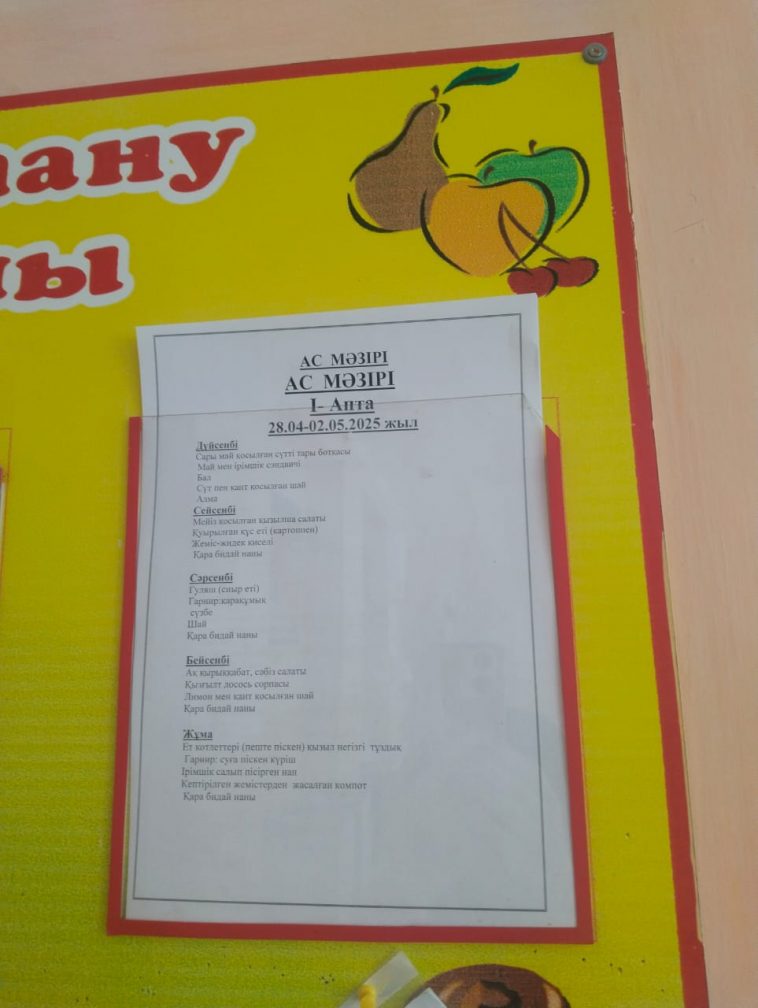 ану
ны
АС МӘЗІРІ
АС МӘЗІРІ
I- Апта
28.04-02.05.2025 жыл
Дүйсенбі
Сары май қосылған сүтті тары ботқасы
Май мен ірімшік сэндвичі
Бал
Сүт пен қант қосылған шай
Алма
Сейсенбі
Мейіз қосылған қызылша салаты
Қуырылған құс еті (картоппен)
Жеміс-жидек киселі
Қара бидай наны
Сәрсенбі
Гуляш (сиыр еті)
Гарнир:қарақұмық
сүзбе
Шай
Қара бидай наны
Бейсенбі
Ақ қырыққабат, сәбіз салаты
Қызғылт лосось сорпасы
Лимон мен қант қосылған шай
Қара бидай наны
Жұма
Ет котлеттері (пеште піскен) қызыл негізгі тұздық
Гарнир: суға піскен күріш
Ірімшік салып пісірген нан
Кептірілген жемістерден жасалған компот
Қара бидай наны